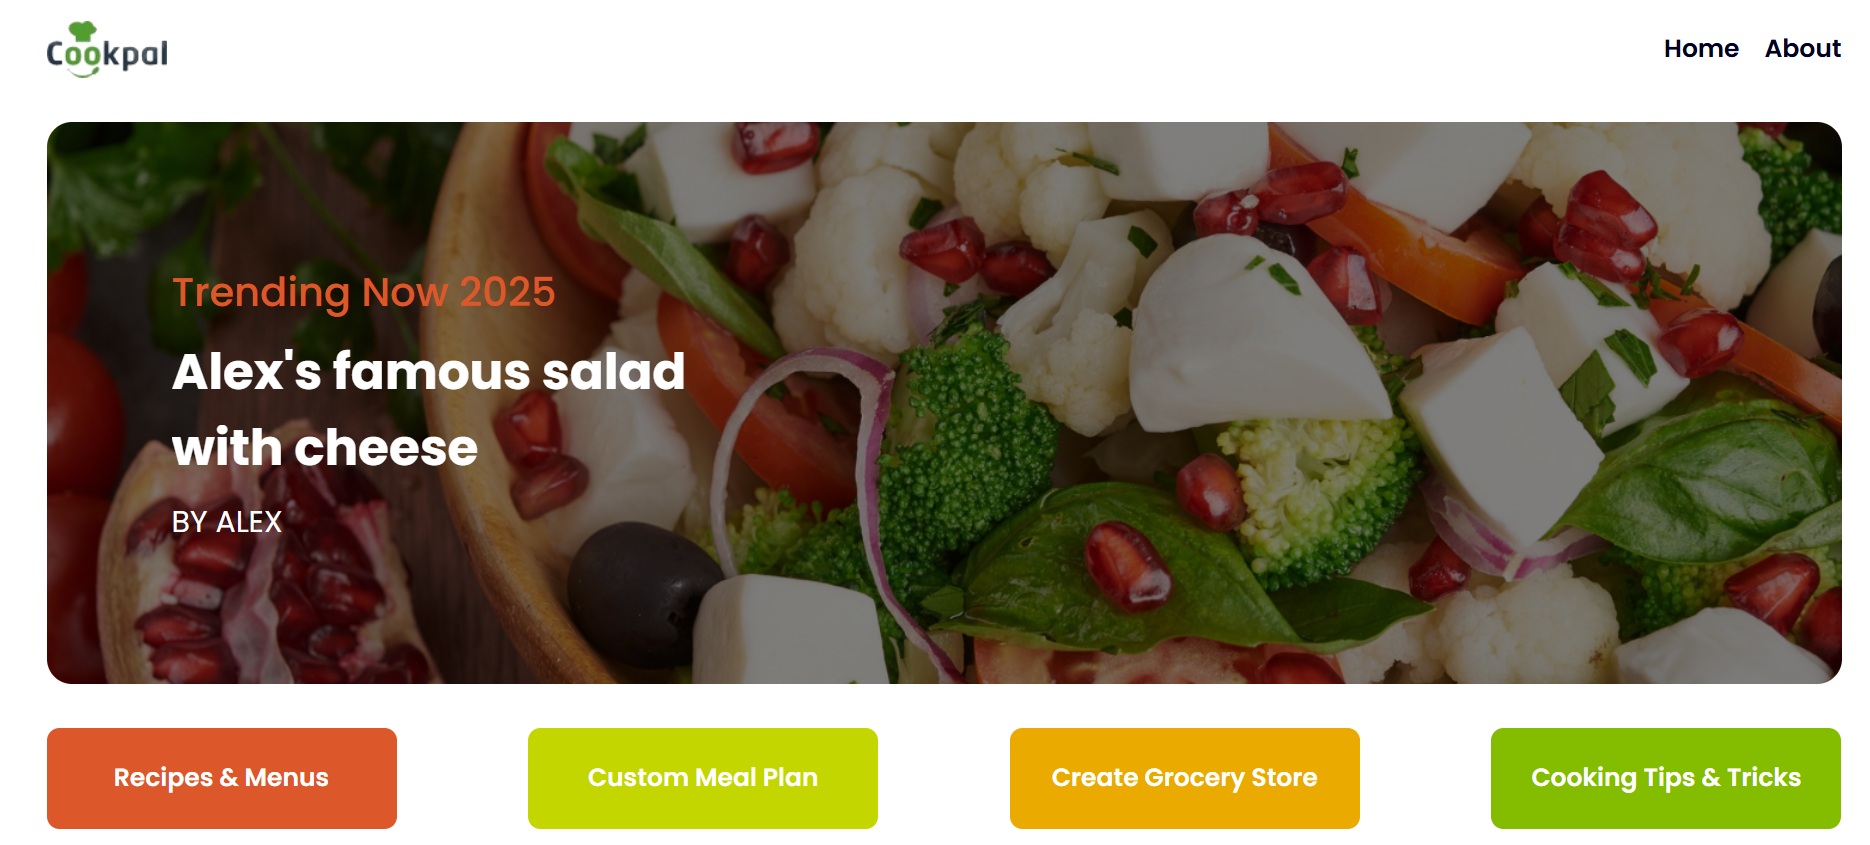 Cookpal
Home About
Trending Now 2025
Alex's famous salad
with cheese
BY ALEX
Recipes & Menus
Custom Meal Plan
Create Grocery Store
Cooking Tips & Tricks